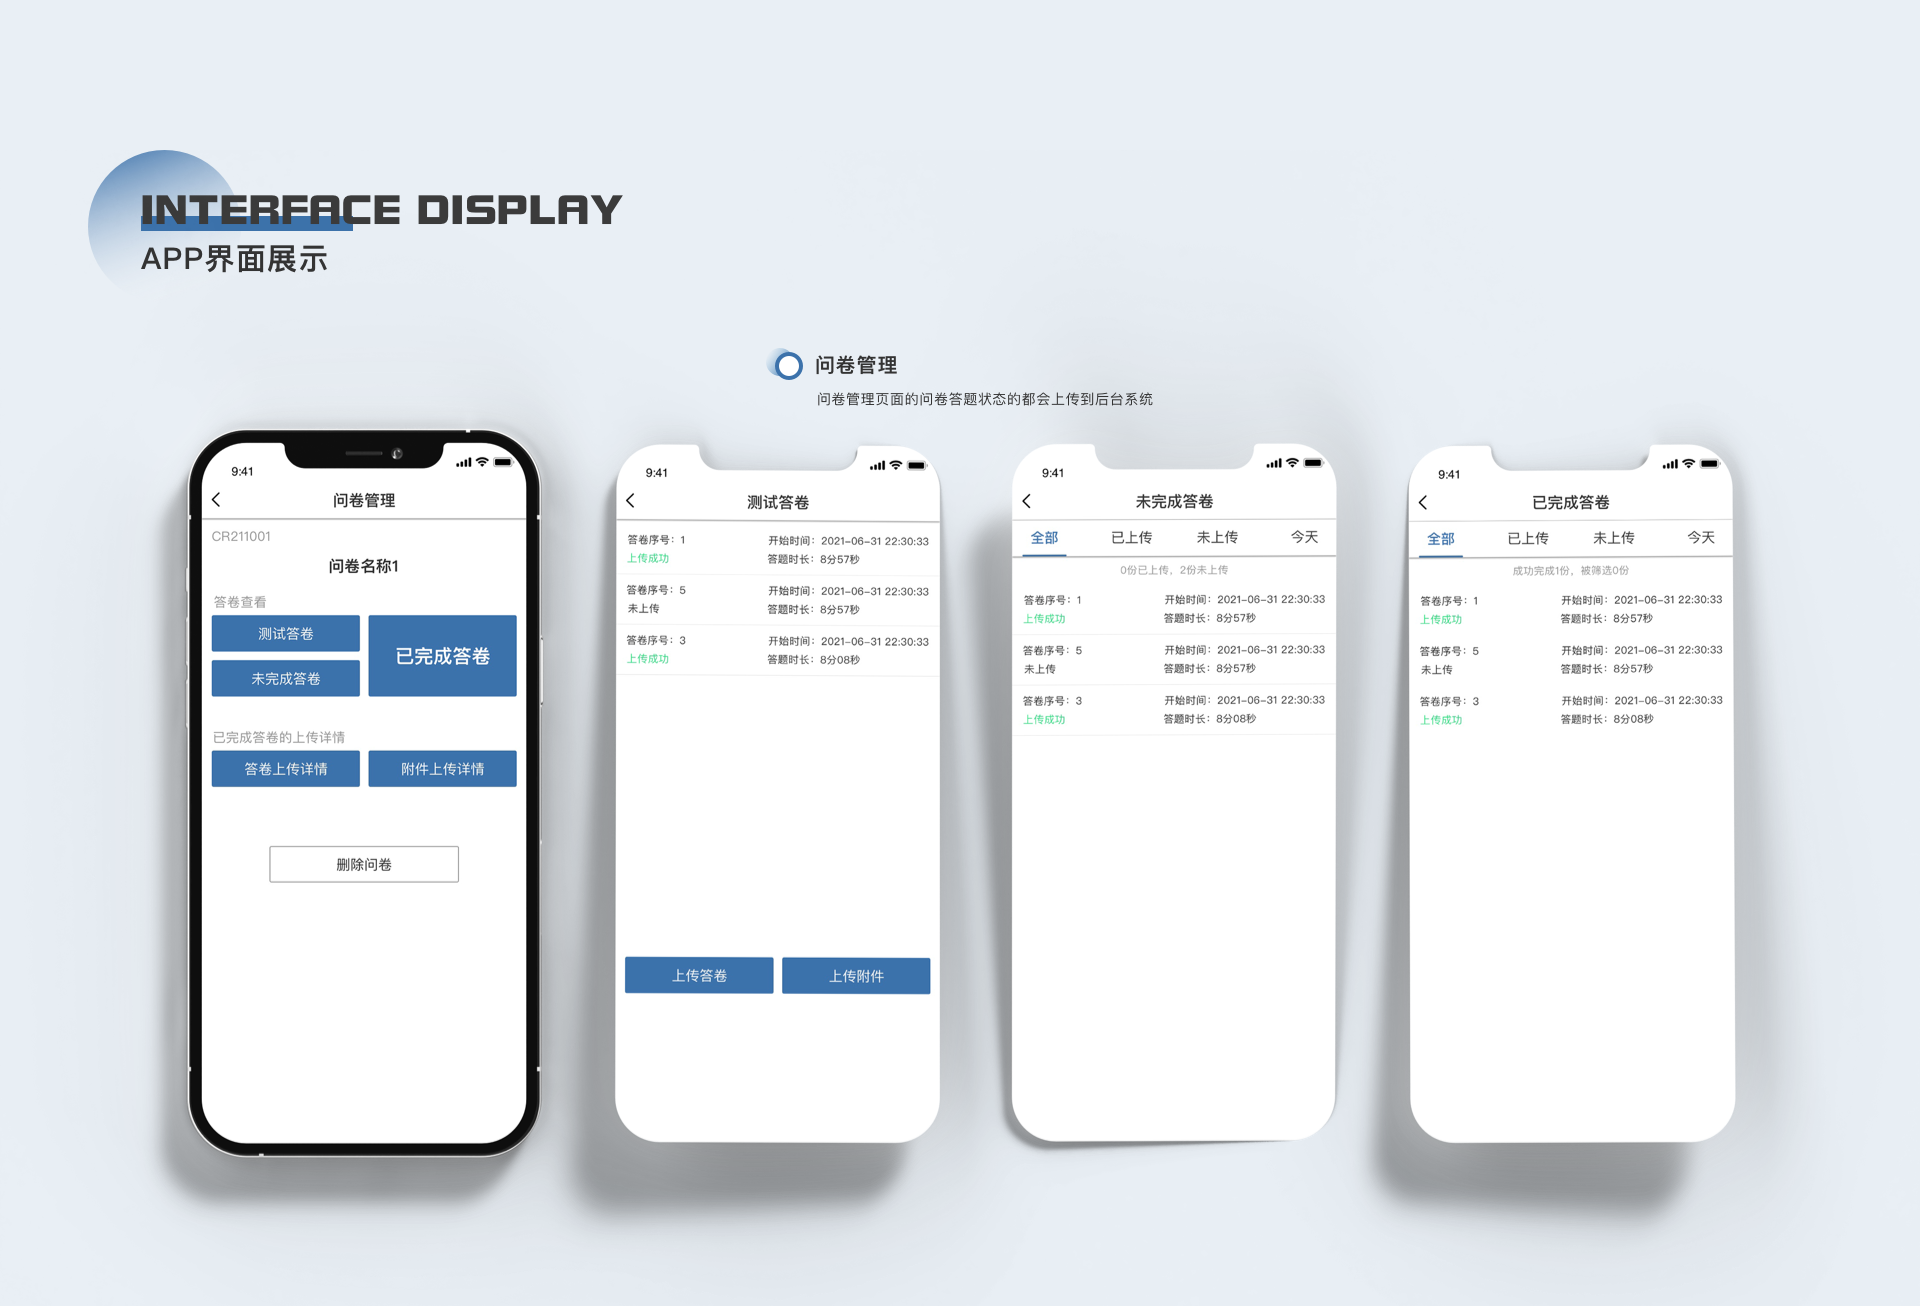 INTERFACE DISPLAY
APP界面展示
问卷管理
问卷管理页面的问卷答题状态的都会上传到后台系统
9:41
问卷管理
CR211001
问卷名称1
答卷查看
测试答卷
未完成答卷
已完成答卷
已完成答卷的上传详情
答卷上传详情
附件上传详情
删除问卷
9:41
测试答卷
答卷序号：1 开始时间：2021-06-31 22:30:33
上传成功 答题时长：8分57秒
答卷序号：5 开始时间：2021-06-31 22:30:33
未上传 答题时长：8分57秒
答卷序号：3 开始时间：2021-06-31 22:30:33
上传成功 答题时长：8分08秒
上传答卷 上传附件
9:41
未完成答卷
全部 已上传 未上传 今天
0份已上传，2份未上传
答卷序号：1 开始时间：2021-06-31 22:30:33
上传成功 答题时长：8分57秒
答卷序号：5 开始时间：2021-06-31 22:30:33
未上传 答题时长：8分57秒
答卷序号：3 开始时间：2021-06-31 22:30:33
上传成功 答题时长：8分08秒
9:41
已完成答卷
全部 已上传 未上传 今天
成功完成1份，被筛选0份
答卷序号：1 开始时间：2021-06-31 22:30:33
上传成功 答题时长：8分57秒
答卷序号：5 开始时间：2021-06-31 22:30:33
未上传 答题时长：8分57秒
答卷序号：3 开始时间：2021-06-31 22:30:33
上传成功 答题时长：8分08秒